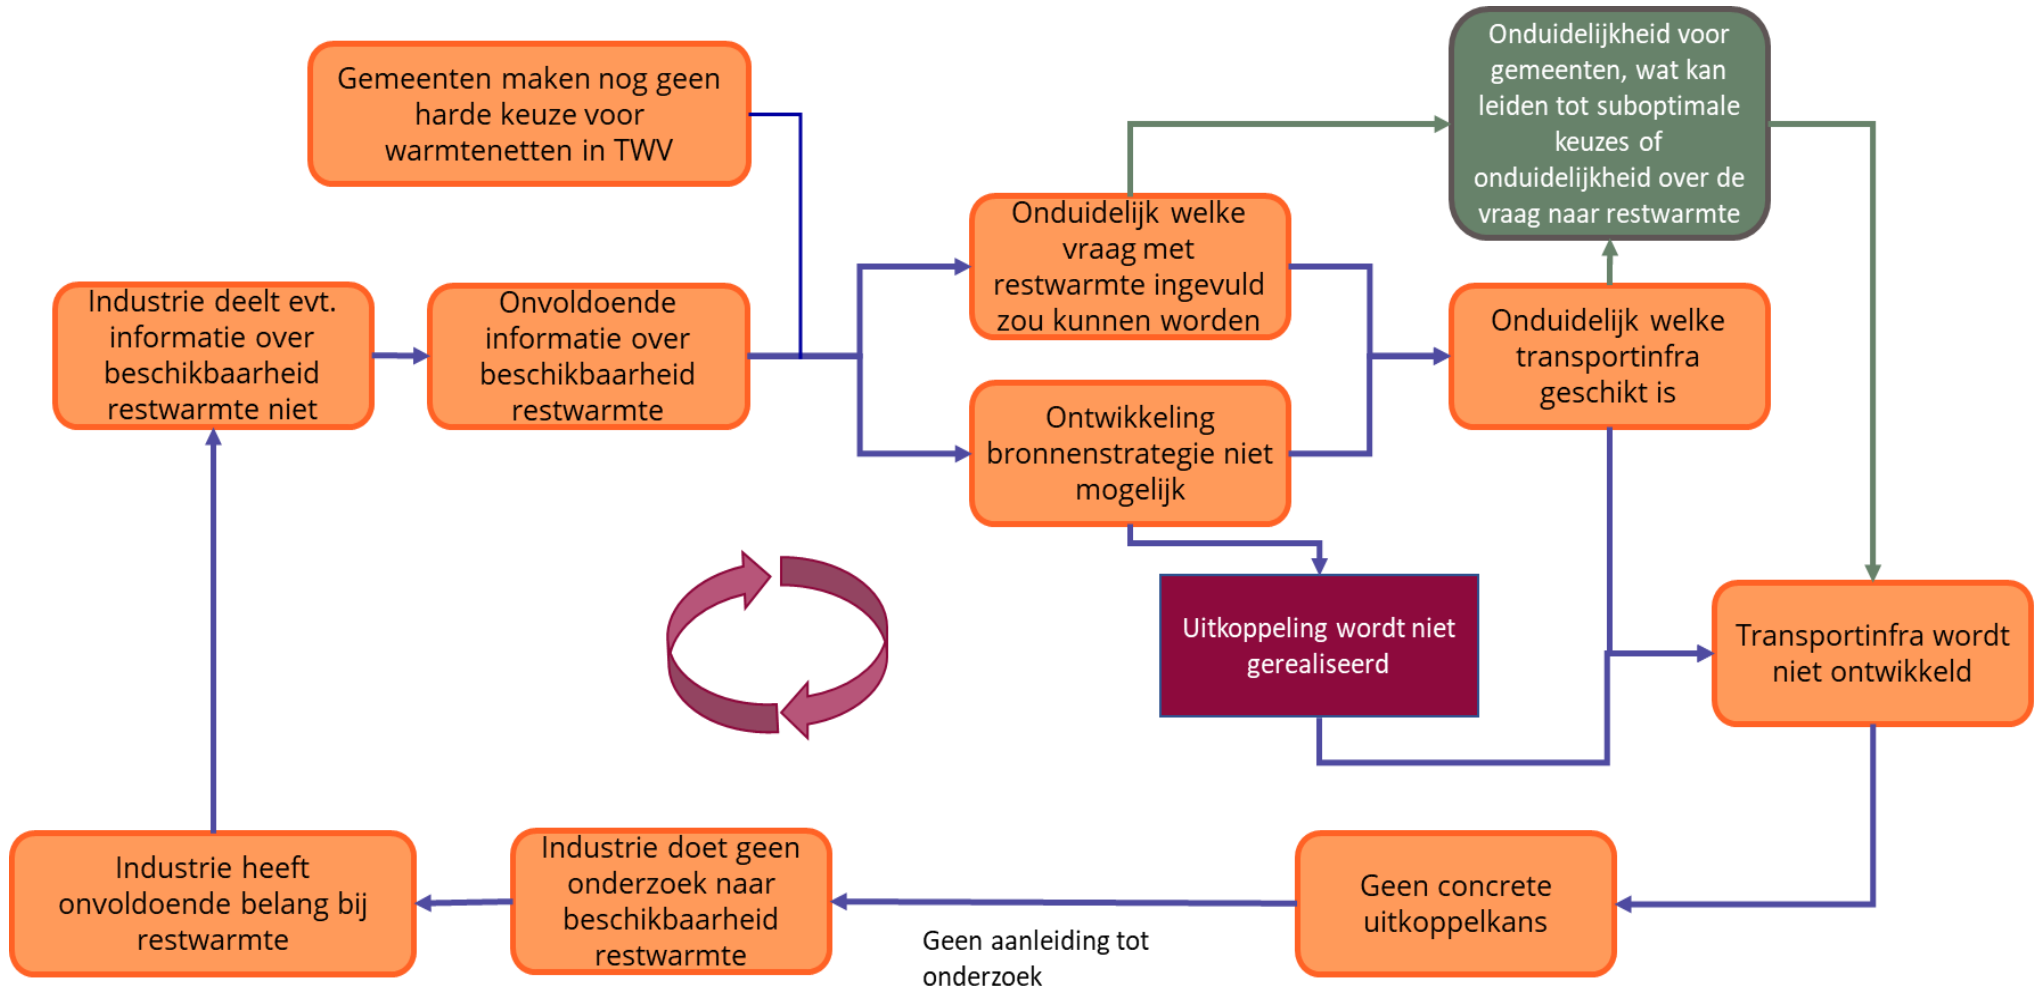 Gemeenten maken nog geen
harde keuze voor
warmtenetten in TWV
Onduidelijkheid voor
gemeenten, wat kan
leiden tot suboptimale
keuzes of
onduidelijkheid over de
vraag naar restwarmte
Industrie deelt evt.
informatie over
beschikbaarheid
restwarmte niet
Onvoldoende
informatie over
beschikbaarheid
restwarmte
Onduidelijk welke
vraag met
restwarmte ingevuld
zou kunnen worden
Ontwikkeling
bronnenstrategie niet
mogelijk
Onduidelijk welke
transportinfra
geschikt is
Uitkoppeling wordt niet
gerealiseerd
Transportinfra wordt
niet ontwikkeld
Industrie heeft
onvoldoende belang bij
restwarmte
Industrie doet geen
onderzoek naar
beschikbaarheid
restwarmte
Geen aanleiding tot
onderzoek
Geen concrete
uitkoppelkans